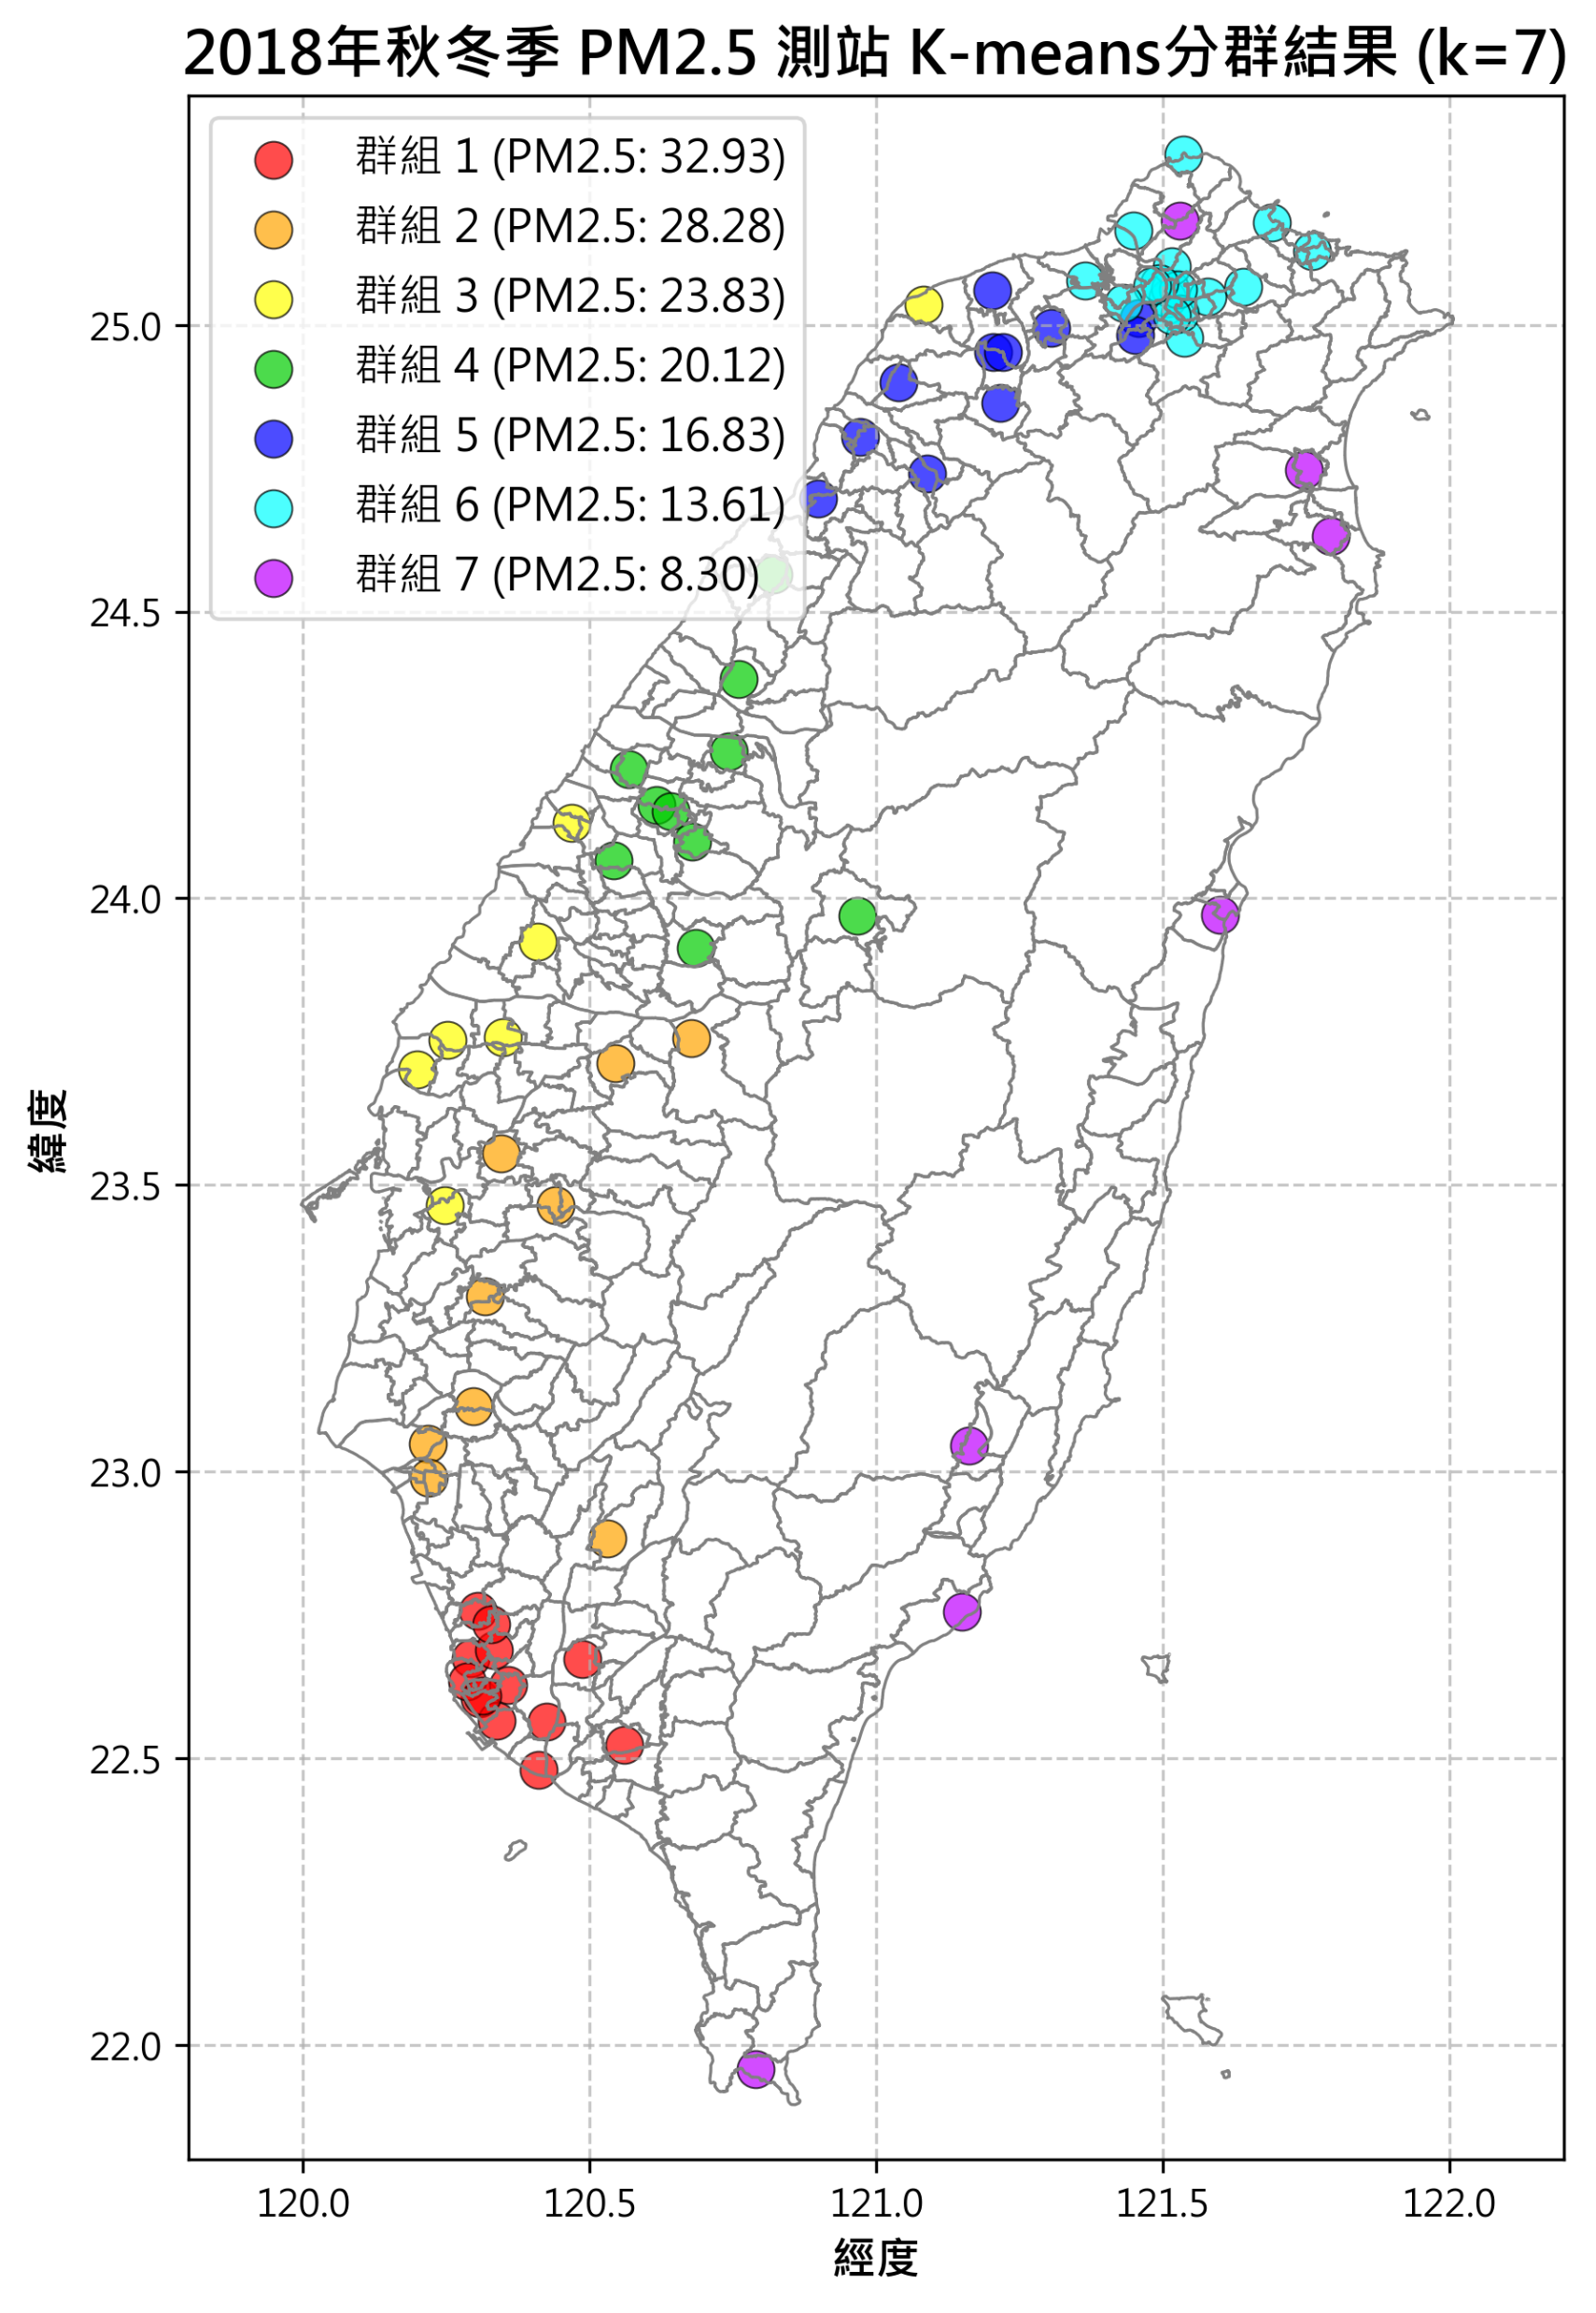 2018年秋冬季 PM2.5 測站 K-means分群結果 (k=7)
群組 1 (PM2.5: 32.93)
群組 2 (PM2.5: 28.28)
群組 3 (PM2.5: 23.83)
群組 4 (PM2.5: 20.12)
群組 5 (PM2.5: 16.83)
群組 6 (PM2.5: 13.61)
群組 7 (PM2.5: 8.30)
25.0
24.5
24.0
23.5
23.0
22.5
22.0
緯度
120.0 120.5 121.0 121.5 122.0
經度